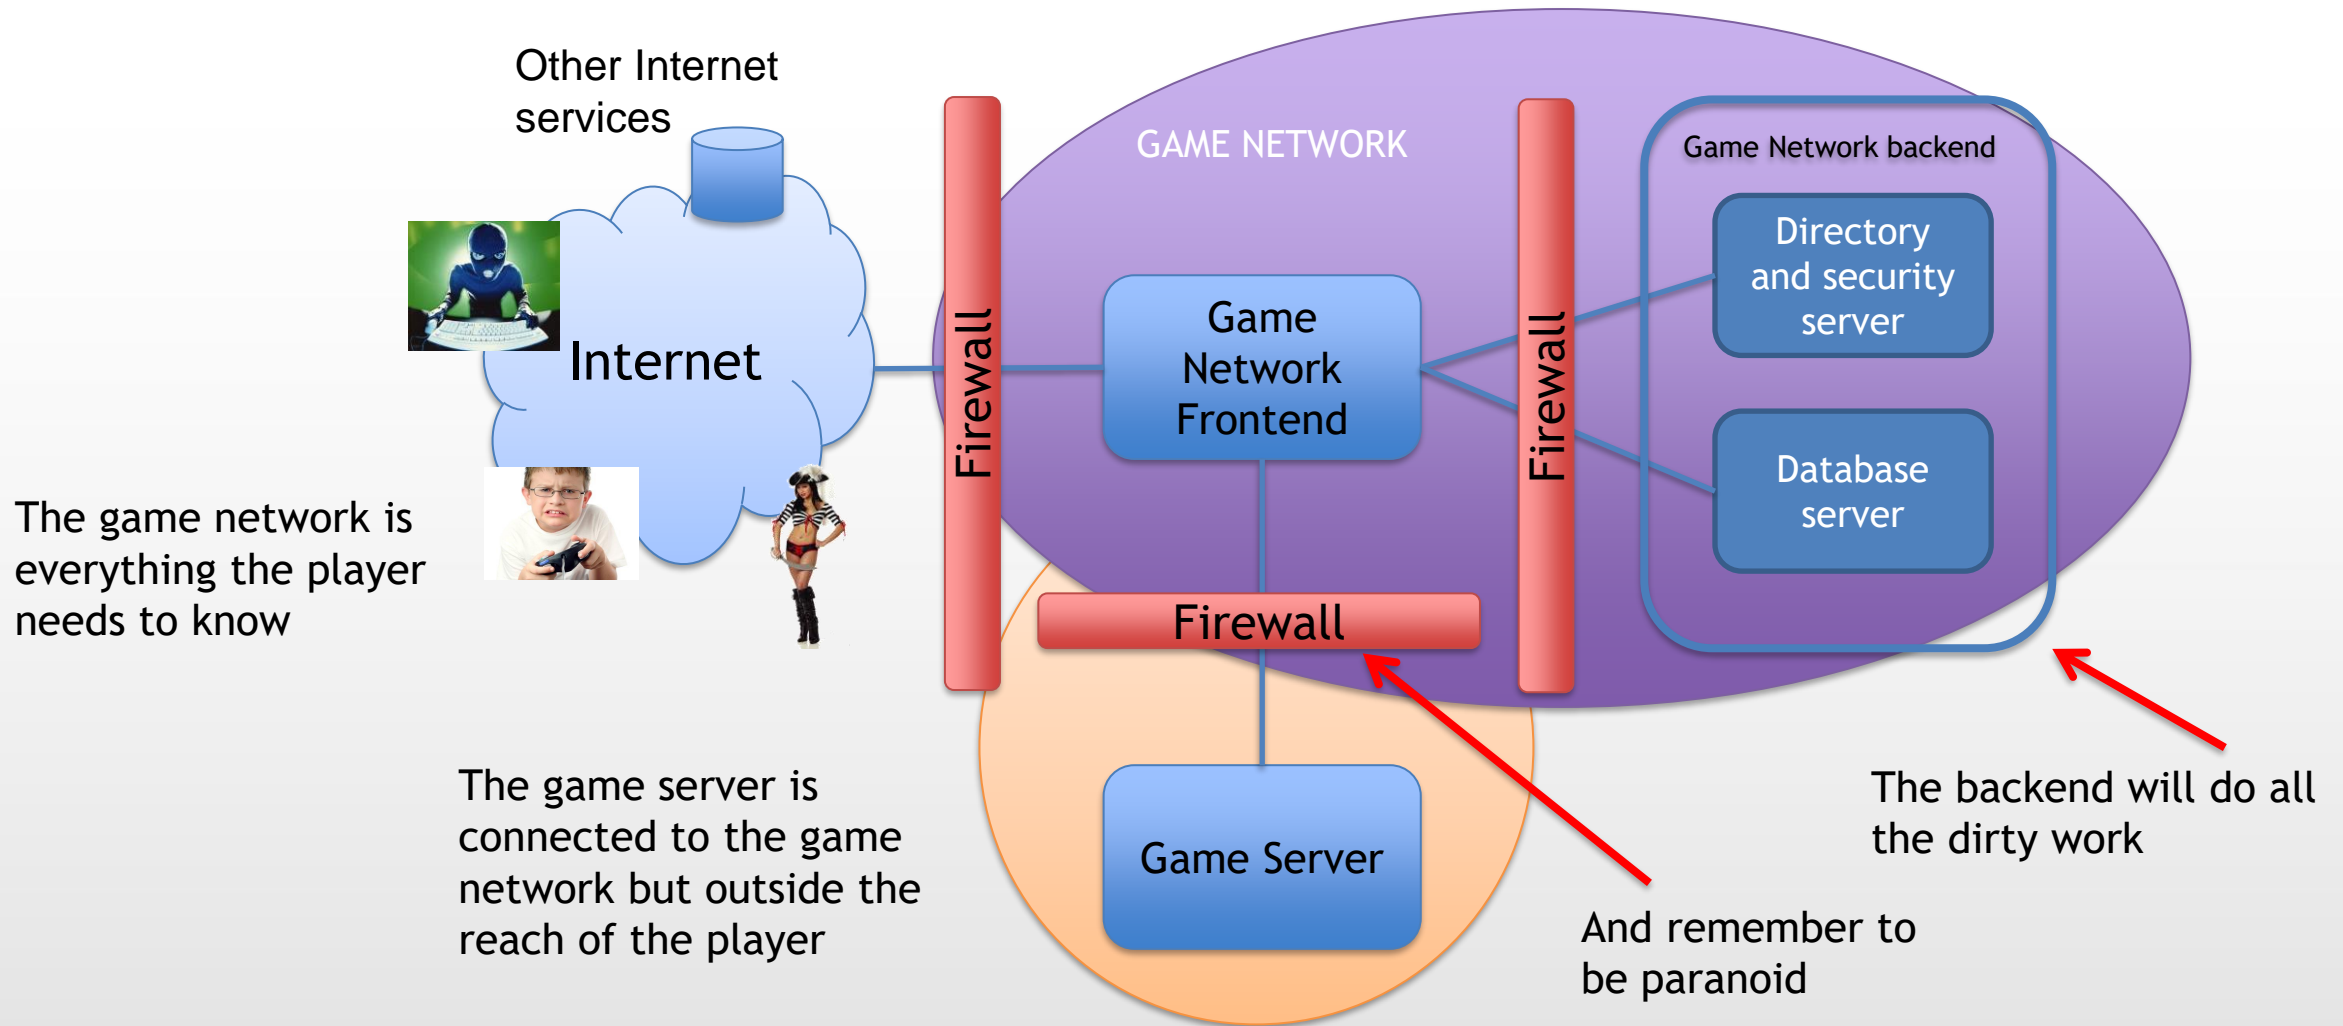 Other Internet
services
GAME NETWORK
Game Network backend
Directory
and security
server
Internet
Firewall
Game
Network
Frontend
Firewall
Database
server
The game network is
everything the player
needs to know
Firewall
The game server is
connected to the game
network but outside the
reach of the player
Game Server
The backend will do all
the dirty work
And remember to
be paranoid